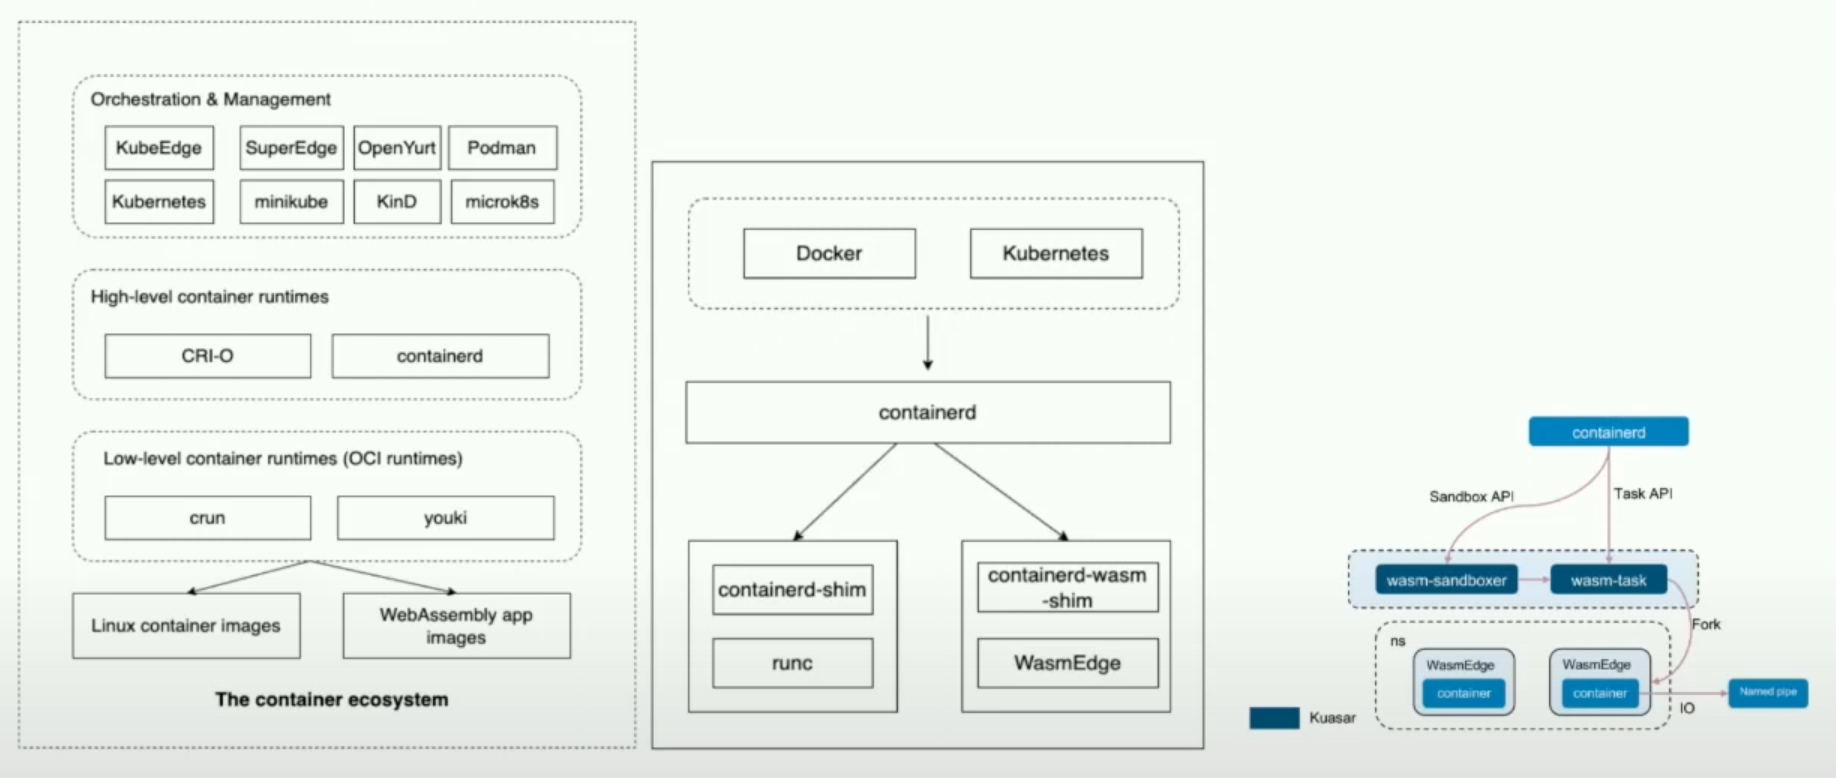 Orchestration & Management
KubeEdge
SuperEdge
OpenYurt
Podman
Kubernetes
minikube
KinD
microk8s
High-level container runtimes
CRI-O
containerd
Low-level container runtimes (OCI runtimes)
crun
youki
Linux container images
WebAssembly app
images
The container ecosystem
Docker
Kubernetes
containerd
containerd-shim
runc
containerd-wasm
-shim
WasmEdge
containerd
Sandbox API
Task API
wasm-sandboxer
wasm-task
Fork
ns
WasmEdge
container
WasmEdge
container
Named pipe
IO
Kuasar